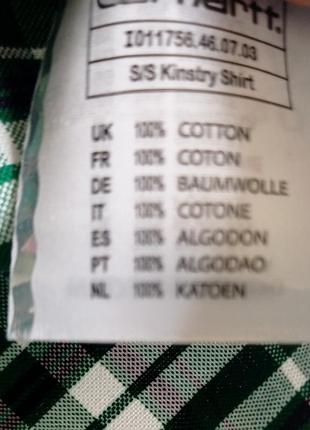 carhartt.
I011756.46.07.03
S/S Kinstry Shirt
UK 100% COTTON
FR 100% COTON
DE 100% BAUMWOLLE
IT 100% COTONE
ES 100% ALGODON
PT 100% ALGODAO
NL 100% KATOEN